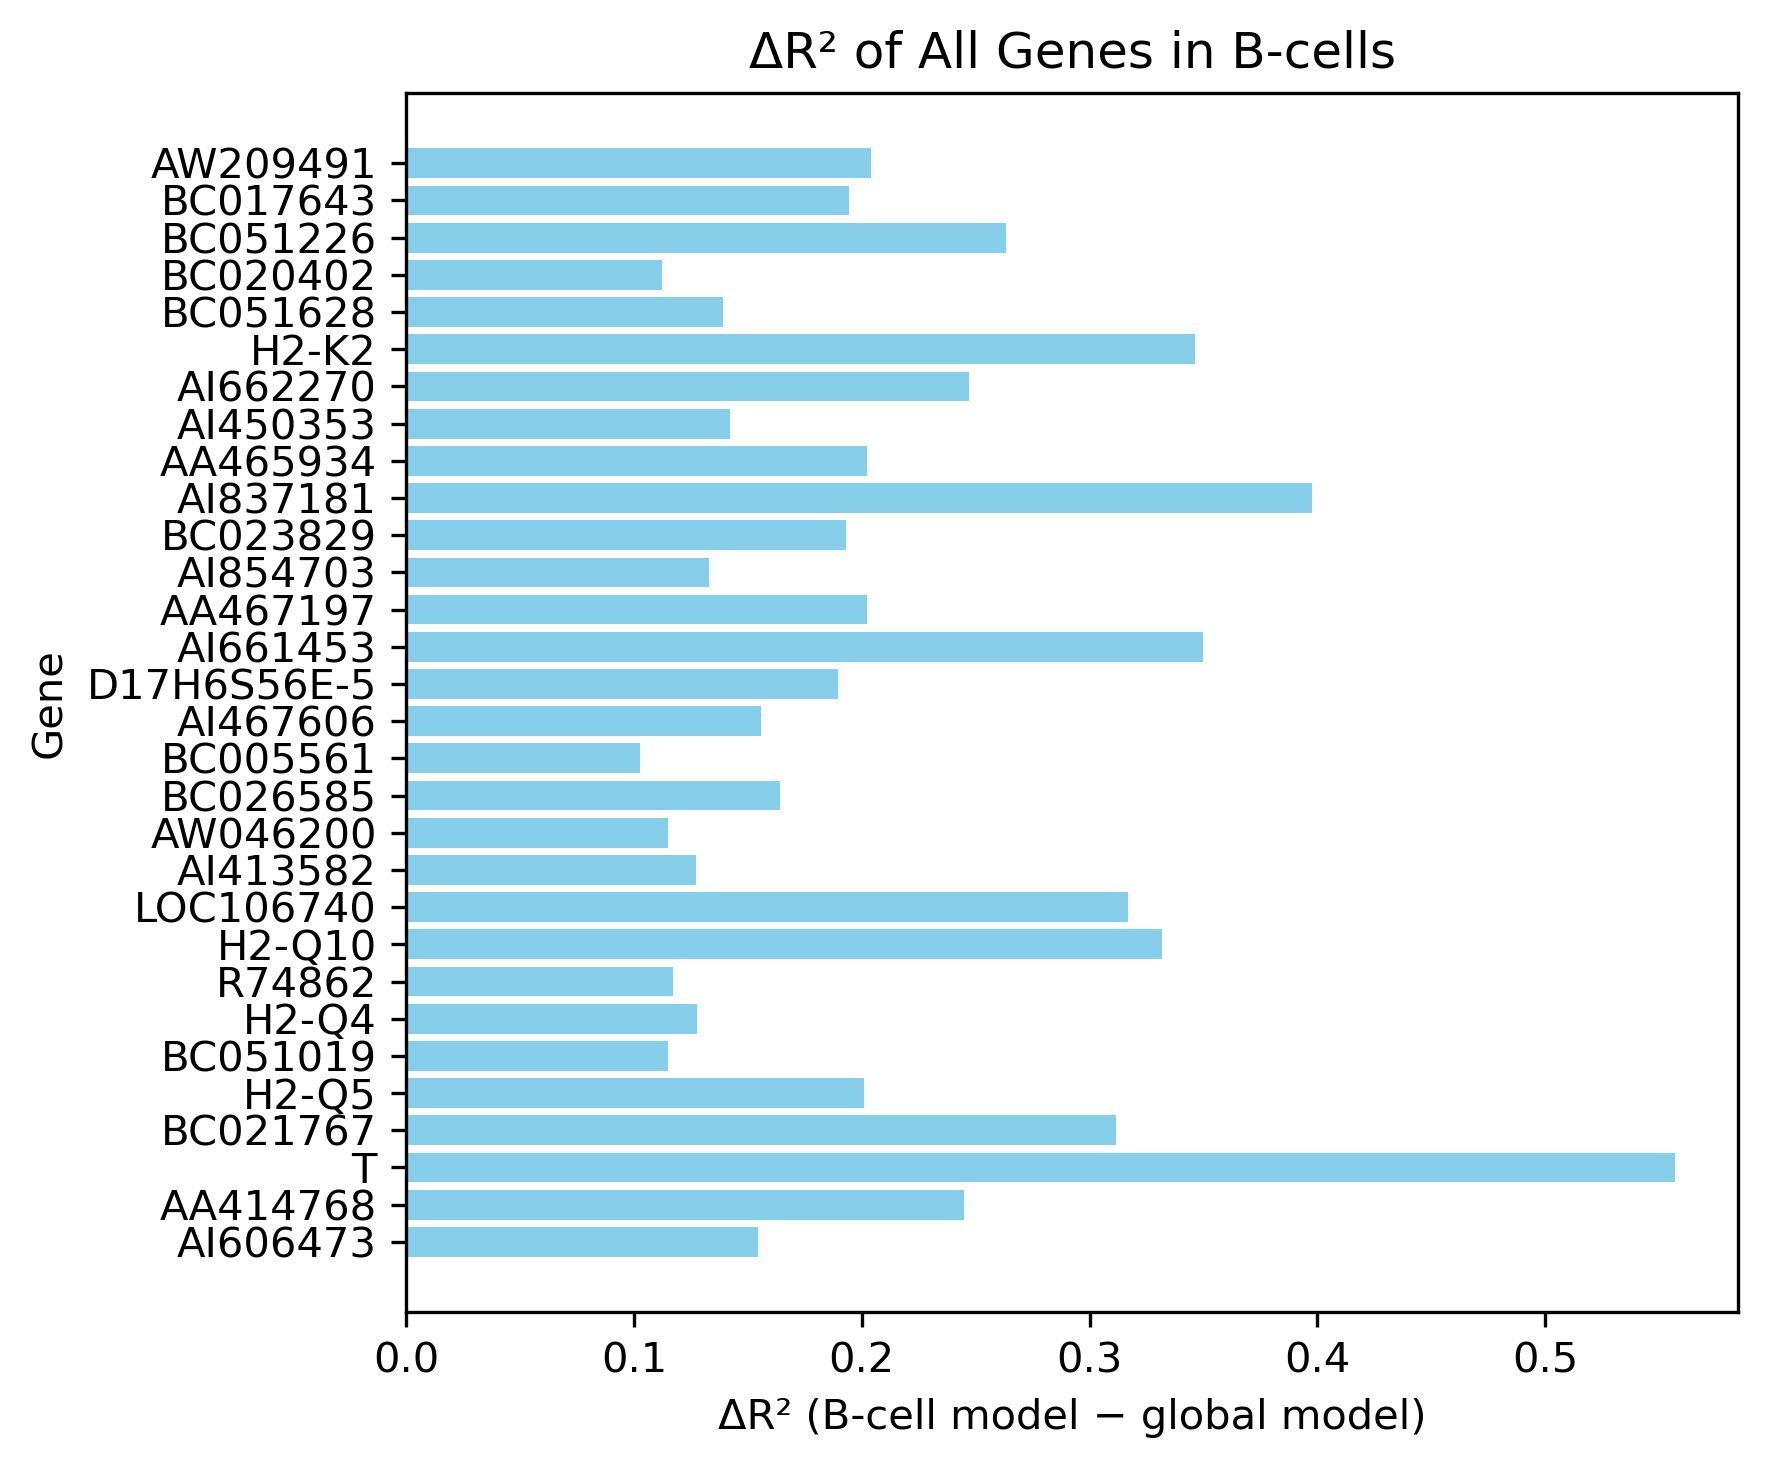 ΔR² of All Genes in B-cells
AW209491
BC017643
BC051226
BC020402
BC051628
H2-K2
AI662270
AI450353
AA465934
AI837181
BC023829
AI854703
AA467197
AI661453
D17H6S56E-5
AI467606
BC005561
BC026585
AW046200
AI413582
LOC106740
H2-Q10
R74862
H2-Q4
BC051019
H2-Q5
BC021767
T
AA414768
AI606473
Gene
0.0 0.1 0.2 0.3 0.4 0.5
ΔR² (B-cell model − global model)